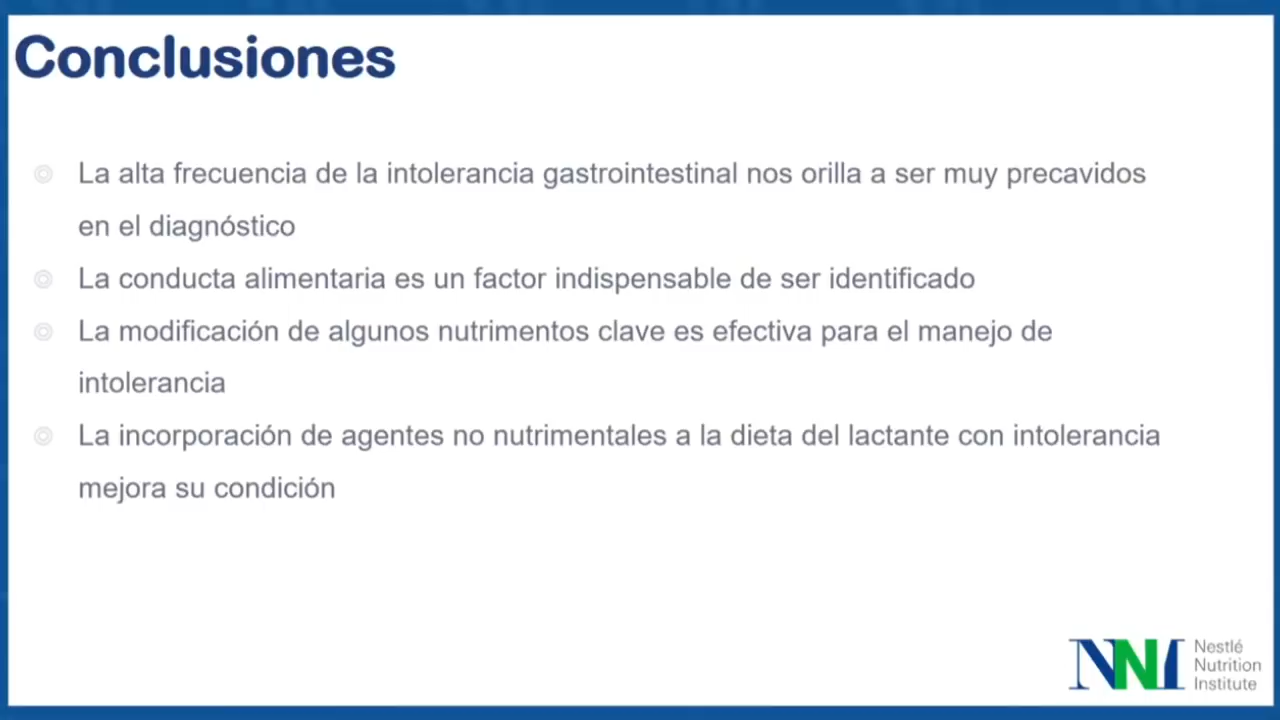 Conclusiones
La alta frecuencia de la intolerancia gastrointestinal nos orilla a ser muy precavidos
en el diagnóstico
La conducta alimentaria es un factor indispensable de ser identificado
La modificación de algunos nutrimentos clave es efectiva para el manejo de
intolerancia
La incorporación de agentes no nutrimentales a la dieta del lactante con intolerancia
mejora su condición
NNI
Nestlé
Nutrition
Institute